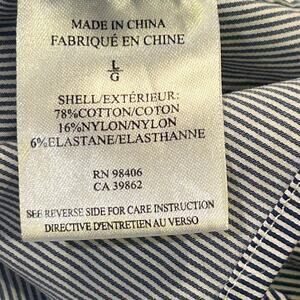 MADE IN CHINA
FABRIQUÉ EN CHINE
L
G
SHELL/EXTÉRIEUR:
78%COTTON/COTON
16%NYLON/NYLON
6%ELASTANE/ELASTHANNE
RN 98406
CA 39862
SEE REVERSE SIDE FOR CARE INSTRUCTION
DIRECTIVE D'ENTRETIEN AU VERSO